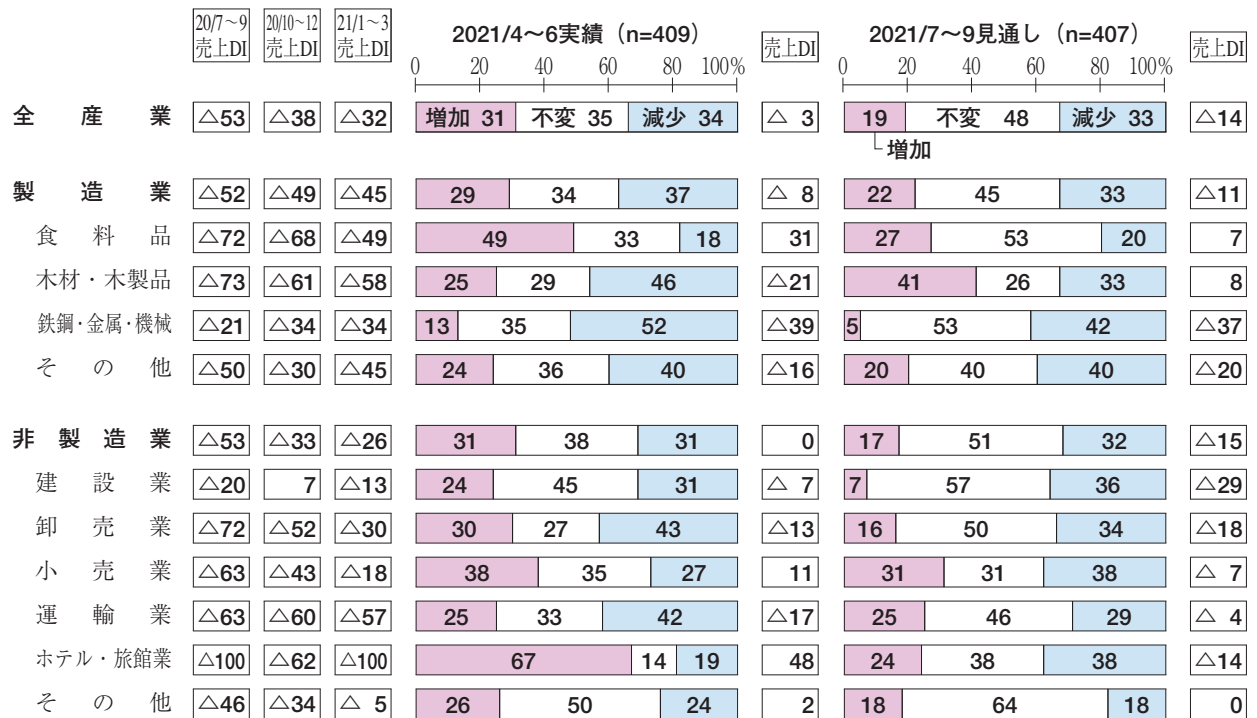 20/7～9 売上DI 20/10～12 売上DI 21/1～3 売上DI 2021/4～6実績（n=409） 売上DI 2021/7～9見通し（n=407） 売上DI
0 20 40 60 80 100% 0 20 40 60 80 100%
全産業 △53 △38 △32 増加 31 不変 35 減少 34 △ 3 19 不変 48 減少 33 △14
増加
製造業 △52 △49 △45 29 34 37 △ 8 22 45 33 △11
食料品 △72 △68 △49 49 33 18 31 27 53 20 7
木材・木製品 △73 △61 △58 25 29 46 △21 41 26 33 8
鉄鋼・金属・機械 △21 △34 △34 13 35 52 △39 5 53 42 △37
その他 △50 △30 △45 24 36 40 △16 20 40 40 △20
非製造業 △53 △33 △26 31 38 31 0 17 51 32 △15
建設業 △20 7 △13 24 45 31 △ 7 7 57 36 △29
卸売業 △72 △52 △30 30 27 43 △13 16 50 34 △18
小売業 △63 △43 △18 38 35 27 11 31 31 38 △ 7
運輸業 △63 △60 △57 25 33 42 △17 25 46 29 △ 4
ホテル・旅館業 △100 △62 △100 67 14 19 48 24 38 38 △14
その他 △46 △34 △ 5 26 50 24 2 18 64 18 0